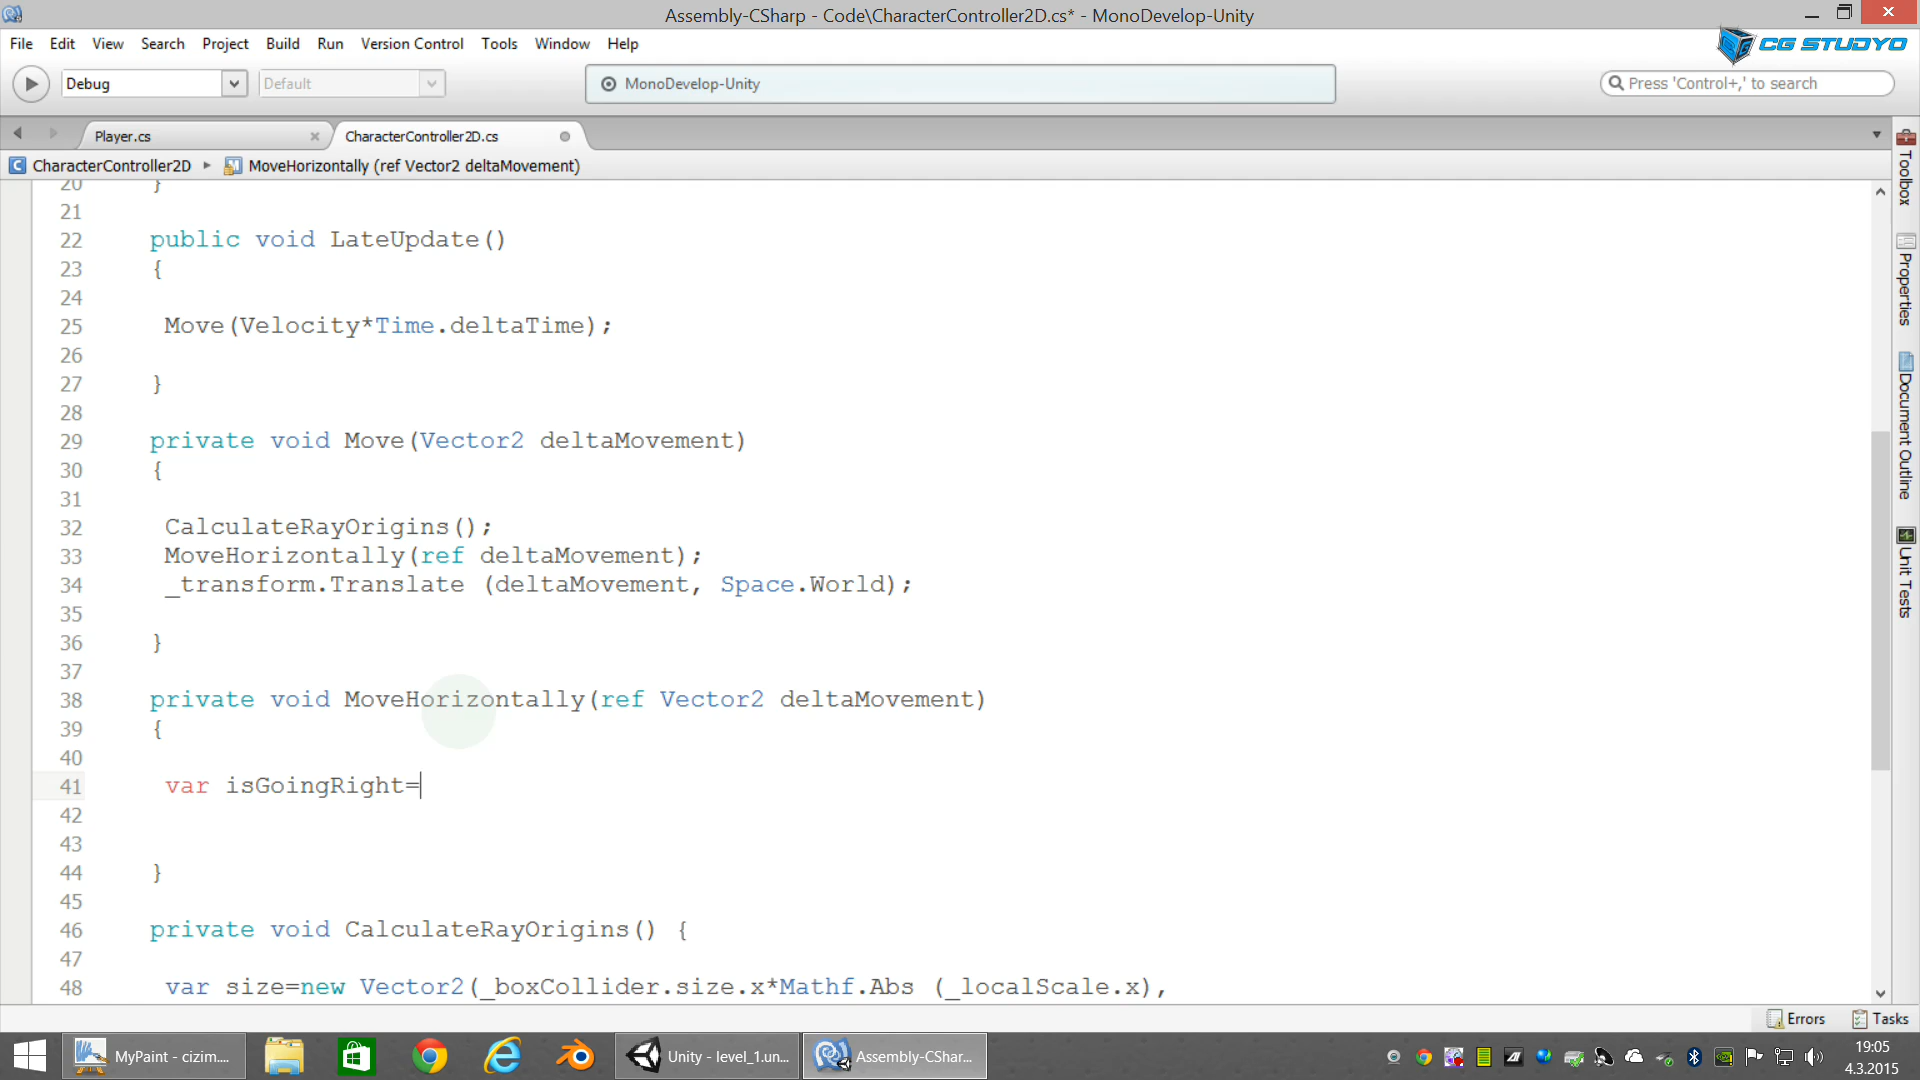 Assembly-CSharp - Code\CharacterController2D.cs* - MonoDevelop-Unity
File Edit View Search Project Build Run Version Control Tools Window Help
CG STUDYO
Debug Default MonoDevelop-Unity Press 'Control+,' to search
Player.cs CharacterController2D.cs
CharacterController2D MoveHorizontally (ref Vector2 deltaMovement)
20 }
21
22 public void LateUpdate()
23 {
24
25 Move(Velocity*Time.deltaTime);
26
27 }
28
29 private void Move(Vector2 deltaMovement)
30 {
31
32 CalculateRayOrigins();
33 MoveHorizontally(ref deltaMovement);
34 _transform.Translate (deltaMovement, Space.World);
35
36 }
37
38 private void MoveHorizontally(ref Vector2 deltaMovement)
39 {
40
41 var isGoingRight=
42
43
44 }
45
46 private void CalculateRayOrigins() {
47
48 var size=new Vector2(_boxCollider.size.x*Mathf.Abs (_localScale.x),
Toolbox
Properties
Document Outline
Unit Tests
Errors Tasks
MyPaint - cizim.... Unity - level_1.un... Assembly-CShar...
19:05
4.3.2015